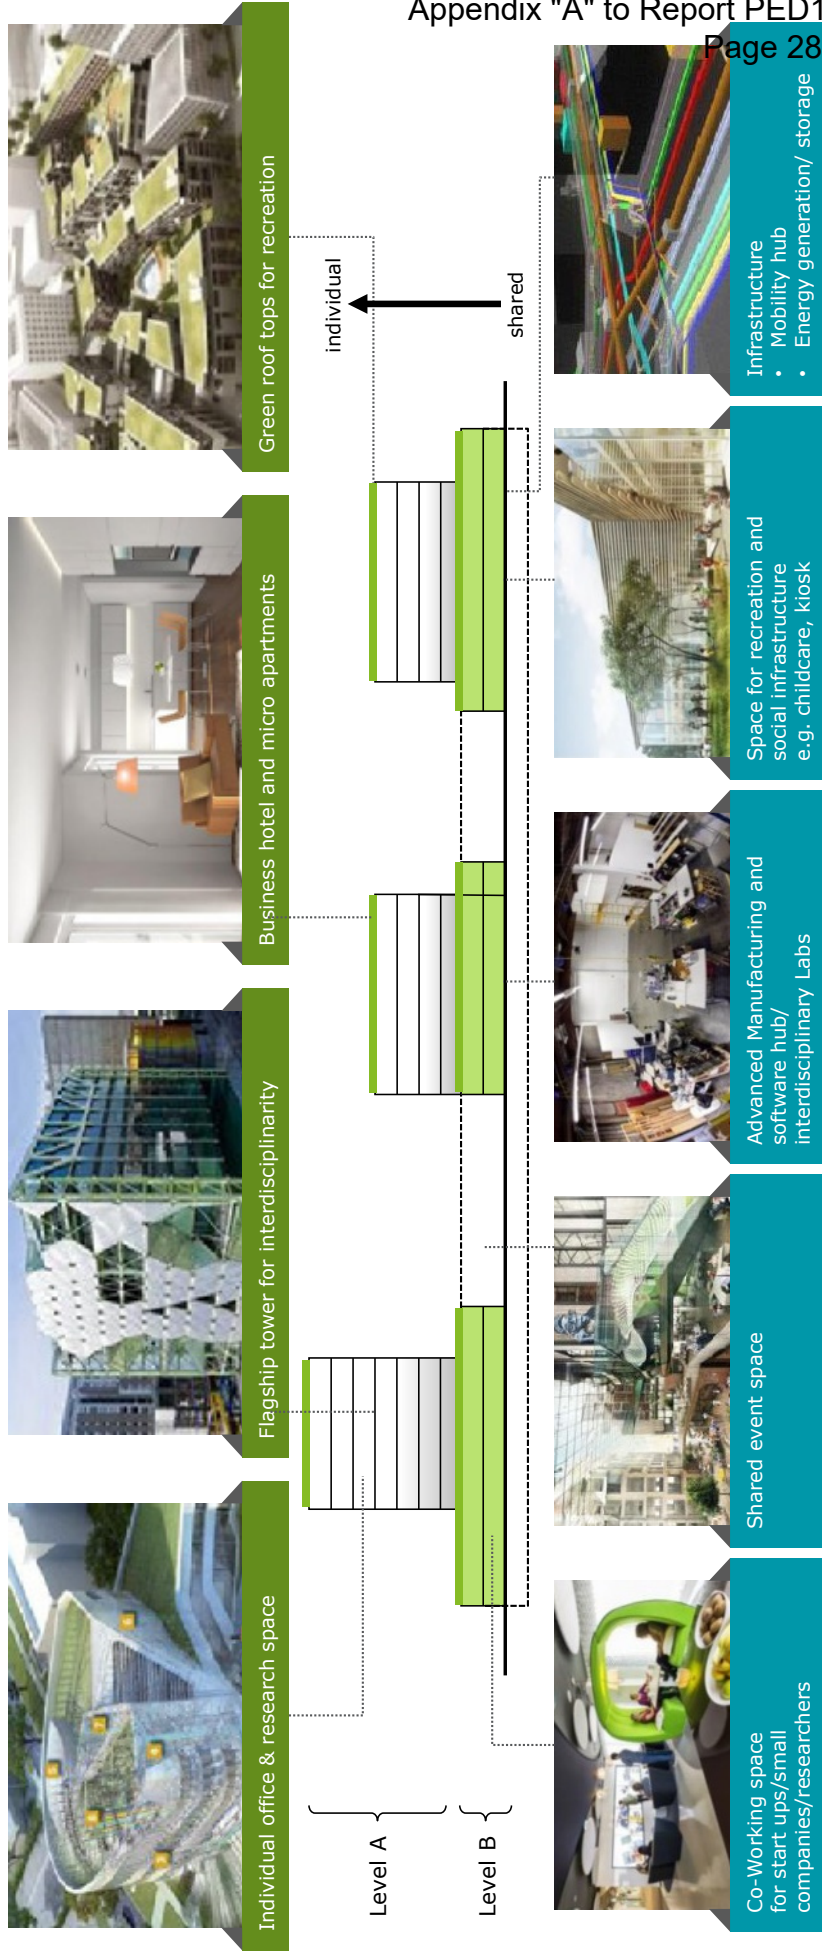 Appendix "A" to Report PED1
Page 28
Individual office & research space
Flagship tower for interdisciplinarity
Business hotel and micro apartments
Green roof tops for recreation
Level A
Level B
individual
shared
Co-Working space
for start ups/small
companies/researchers
Shared event space
Advanced Manufacturing and
software hub/
interdisciplinary Labs
Space for recreation and
social infrastructure
e.g. childcare, kiosk
Infrastructure
• Mobility hub
• Energy generation/ storage